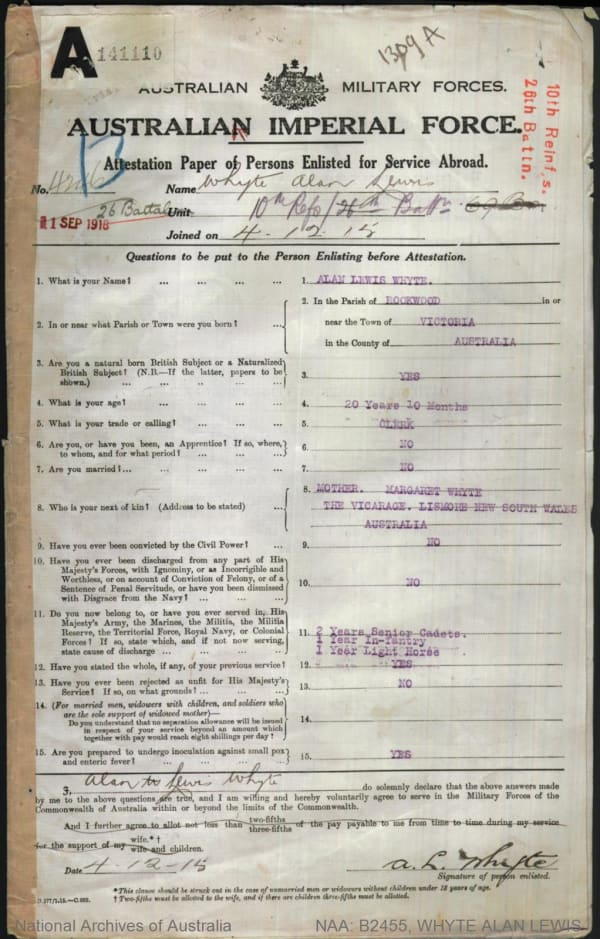 A 141110
1309 A
AUSTRALIAN MILITARY FORCES.
AUSTRALIAN IMPERIAL FORCE.
10th Reinf,s.
26th Battn.
Attestation Paper of Persons Enlisted for Service Abroad.
No. Name Whyte Alan Lewis
26 Battal Unit 10th Refs / 26th Battn.
11 SEP 1918
Joined on 4-12-15
Questions to be put to the Person Enlisting before Attestation.
1. What is your Name? ... ... ... ... 1. ALAN LEWIS WHYTE.
2. In or near what Parish or Town were you born? ... 2. In the Parish of ROOKWOOD in or
near the Town of VICTORIA
in the County of AUSTRALIA
3. Are you a natural born British Subject or a Naturalized
British Subject? (N.B.—If the latter, papers to be
shown.) ... ... ... ... 3. YES
4. What is your age? ... ... ... ... 4. 20 Years 10 Months
5. What is your trade or calling? ... ... ... 5. CLERK
6. Are you, or have you been, an Apprentice? If so, where,
to whom, and for what period? ... ... ... 6. NO
7. Are you married? ... ... ... ... 7. NO
8. Who is your next of kin? (Address to be stated) ... 8. MOTHER. MARGARET WHYTE
THE VICARAGE. LISMORE NEW SOUTH WALES
AUSTRALIA
9. Have you ever been convicted by the Civil Power? ... 9. NO
10. Have you ever been discharged from any part of His
Majesty's Forces, with Ignominy, or as Incorrigible and
Worthless, or on account of Conviction of Felony, or of a
Sentence of Penal Servitude, or have you been dismissed
with Disgrace from the Navy? ... ... ... 10. NO
11. Do you now belong to, or have you ever served in, His
Majesty's Army, the Marines, the Militia, the Militia
Reserve, the Territorial Force, Royal Navy, or Colonial
Forces? If so, state which, and if not now serving,
state cause of discharge ... ... ... ... 11. 2 Years Senior Cadets.
1 Year In-fantry
1 Year Light Horse
12. Have you stated the whole, if any, of your previous service? 12. YES
13. Have you ever been rejected as unfit for His Majesty's
Service? If so, on what grounds? ... ... ... 13. NO
14. (For married men, widowers with children, and soldiers who
are the sole support of widowed mother)—
Do you understand that no separation allowance will be issued
in respect of your service beyond an amount which
together with pay would reach eight shillings per day? 14.
15. Are you prepared to undergo inoculation against small pox
and enteric fever? ... ... ... ... 15. YES
I, Alan Lewis Whyte do solemnly declare that the above answers made
by me to the above questions are true, and I am willing and hereby voluntarily agree to serve in the Military Forces of the
Commonwealth of Australia within or beyond the limits of the Commonwealth.
And I further agree to allot not less than two-fifths three-fifths of the pay payable to me from time to time during my service
for the support of my wife.*† wife and children.
Date 4-12-15 A. L. Whyte
Signature of person enlisted.
*This clause should be struck out in the case of unmarried men or widowers without children under 18 years of age.
† Two-fifths must be allotted to the wife, and if there are children three-fifths must be allotted.
National Archives of Australia NAA: B2455, WHYTE ALAN LEWIS